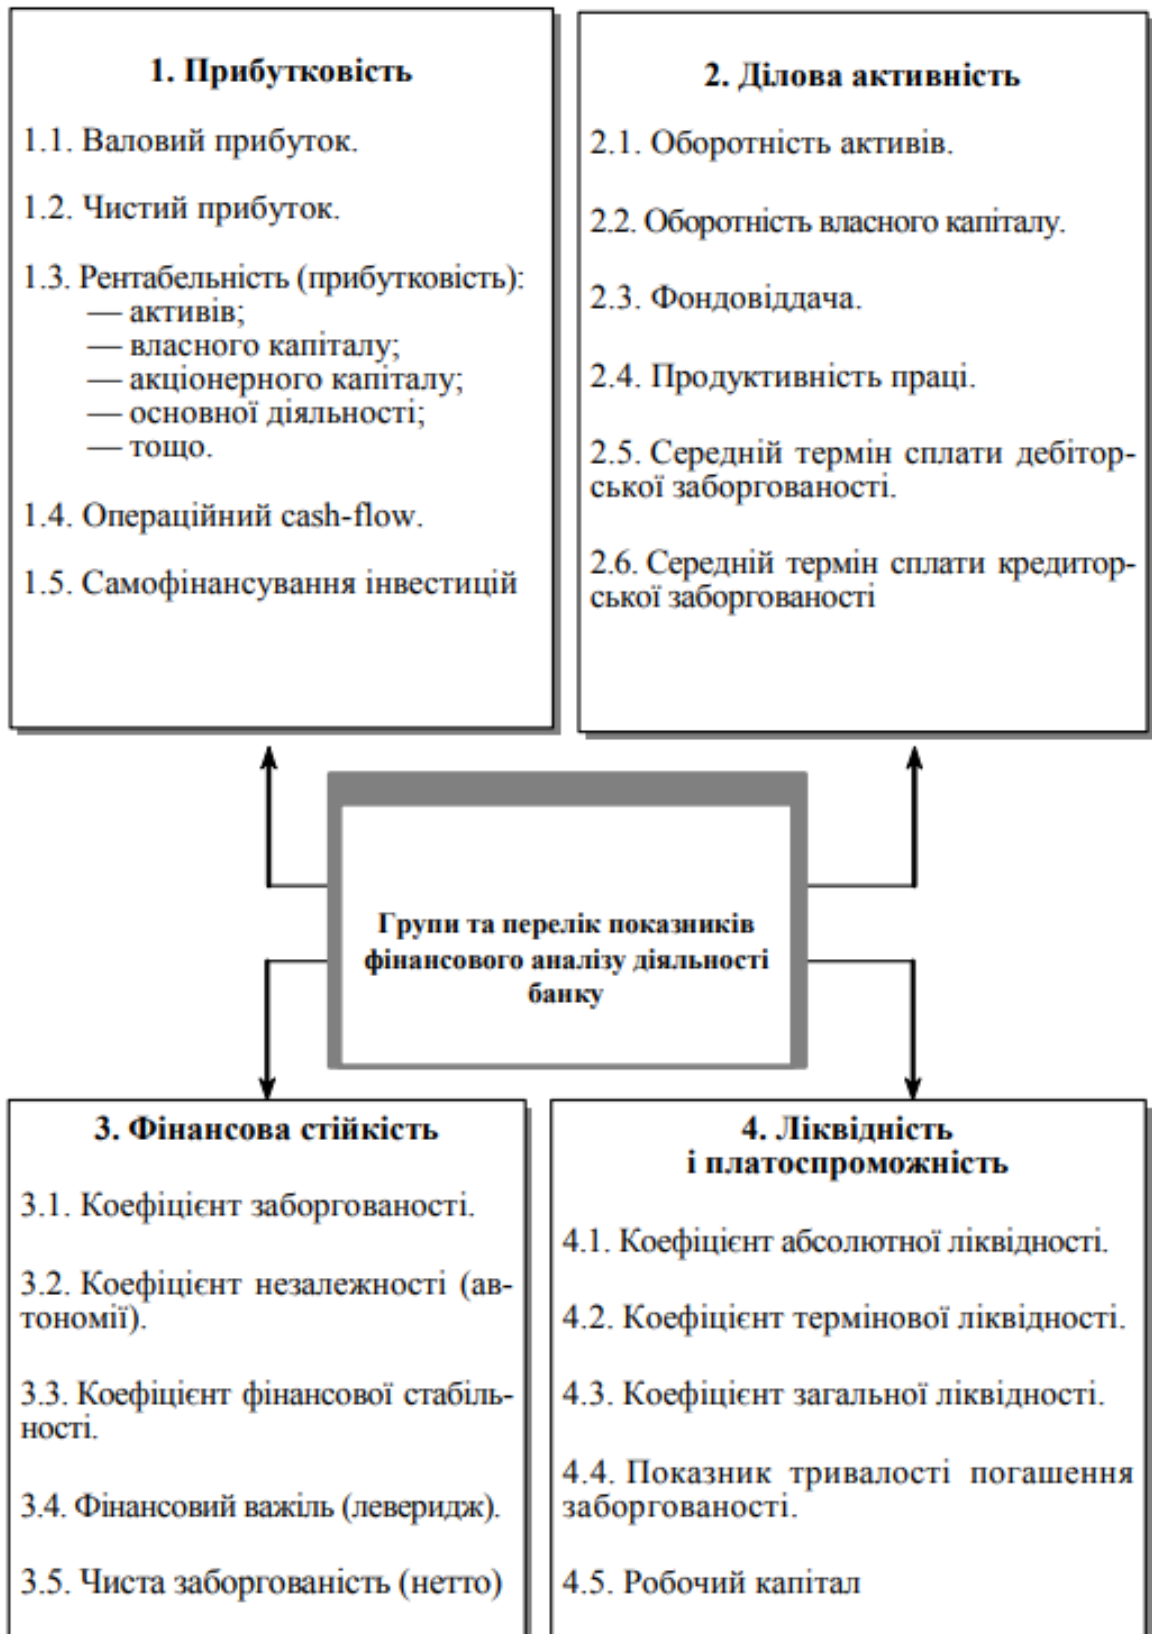 1. Прибутковість
1.1. Валовий прибуток.
1.2. Чистий прибуток.
1.3. Рентабельність (прибутковість):
— активів;
— власного капіталу;
— акціонерного капіталу;
— основної діяльності;
— тощо.
1.4. Операційний cash-flow.
1.5. Самофінансування інвестицій
2. Ділова активність
2.1. Оборотність активів.
2.2. Оборотність власного капіталу.
2.3. Фондовіддача.
2.4. Продуктивність праці.
2.5. Середній термін сплати дебітор-
ської заборгованості.
2.6. Середній термін сплати кредитор-
ської заборгованості
Групи та перелік показників
фінансового аналізу діяльності
банку
3. Фінансова стійкість
3.1. Коефіцієнт заборгованості.
3.2. Коефіцієнт незалежності (ав-
тономії).
3.3. Коефіцієнт фінансової стабіль-
ності.
3.4. Фінансовий важіль (леверидж).
3.5. Чиста заборгованість (нетто)
4. Ліквідність
і платоспроможність
4.1. Коефіцієнт абсолютної ліквідності.
4.2. Коефіцієнт термінової ліквідності.
4.3. Коефіцієнт загальної ліквідності.
4.4. Показник тривалості погашення
заборгованості.
4.5. Робочий капітал